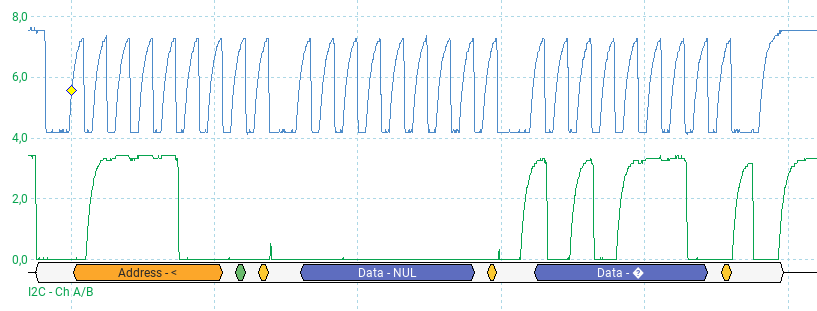 8,0
6,0
4,0
2,0
0,0
Address - < Data - NUL Data - �
I2C - Ch A/B